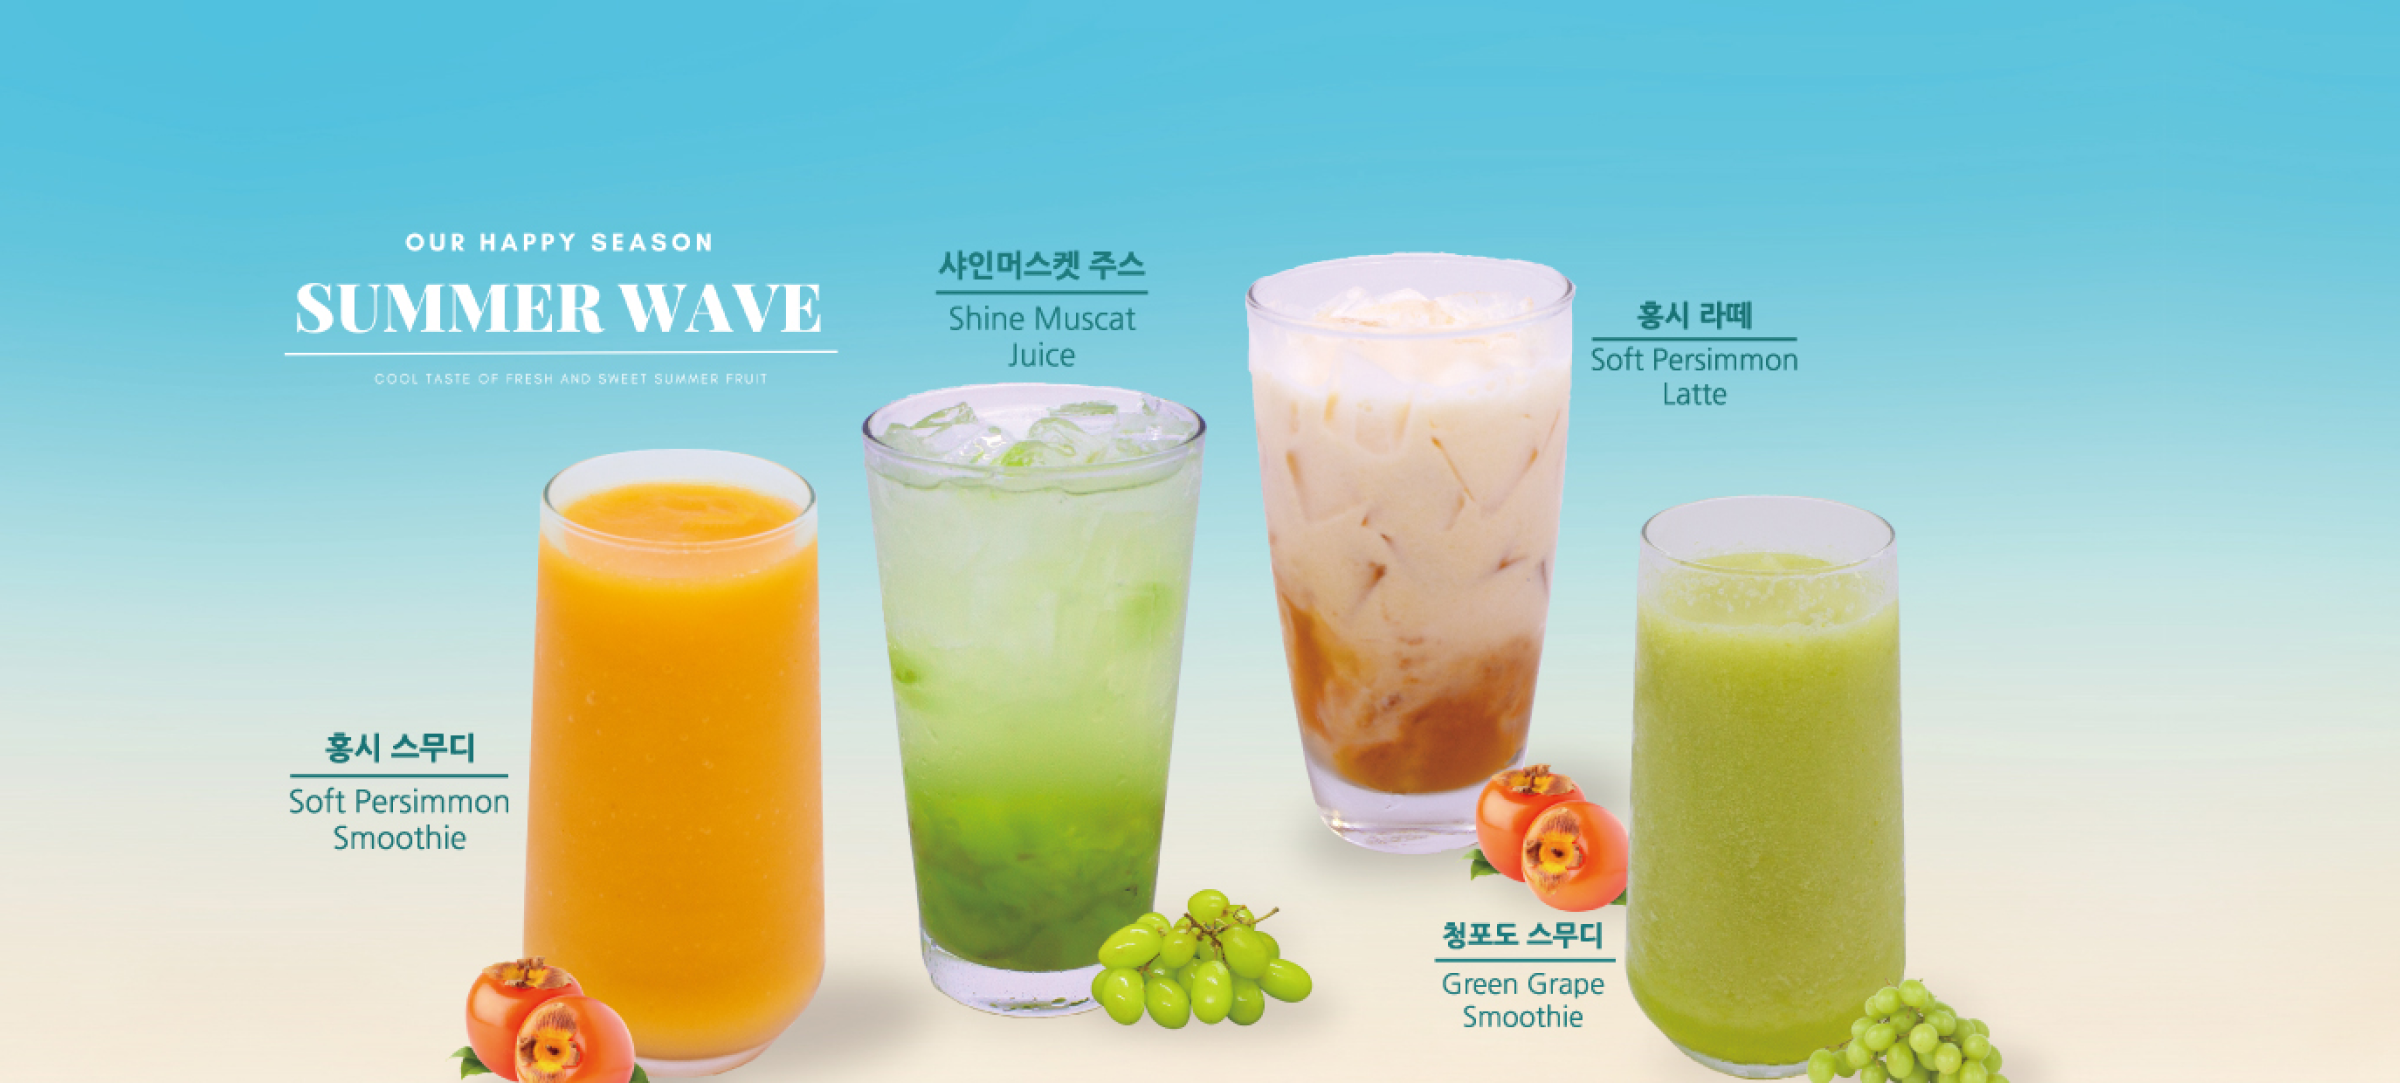 OUR HAPPY SEASON
SUMMER WAVE
COOL TASTE OF FRESH AND SWEET SUMMER FRUIT
샤인머스켓 주스
Shine Muscat
Juice
홍시 라떼
Soft Persimmon
Latte
홍시 스무디
Soft Persimmon
Smoothie
청포도 스무디
Green Grape
Smoothie